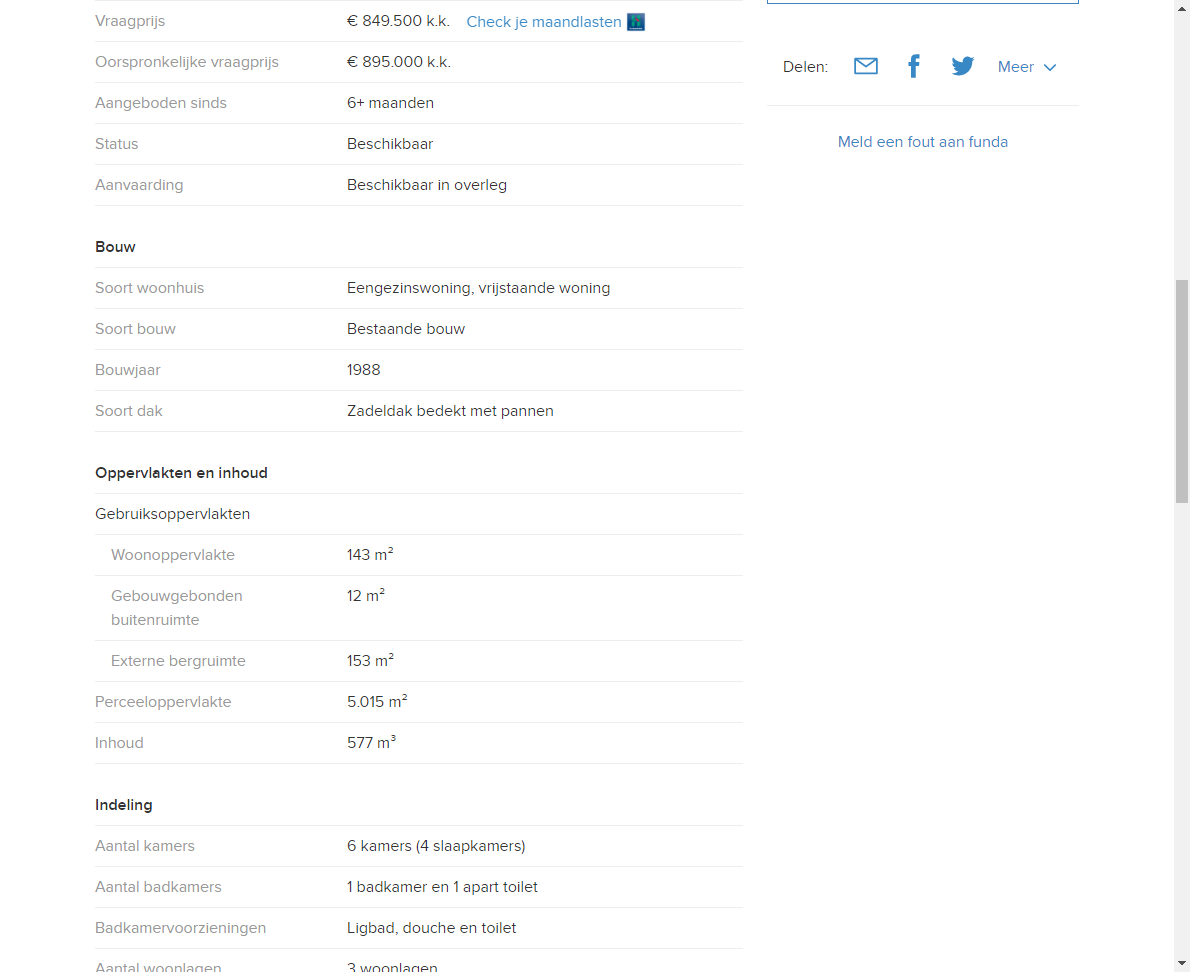 Vraagprijs € 849.500 k.k. Check je maandlasten
Oorspronkelijke vraagprijs € 895.000 k.k.
Aangeboden sinds 6+ maanden
Status Beschikbaar
Aanvaarding Beschikbaar in overleg
Bouw
Soort woonhuis Eengezinswoning, vrijstaande woning
Soort bouw Bestaande bouw
Bouwjaar 1988
Soort dak Zadeldak bedekt met pannen
Oppervlakten en inhoud
Gebruiksoppervlakten
Woonoppervlakte 143 m²
Gebouwgebonden 12 m²
buitenruimte
Externe bergruimte 153 m²
Perceeloppervlakte 5.015 m²
Inhoud 577 m³
Indeling
Aantal kamers 6 kamers (4 slaapkamers)
Aantal badkamers 1 badkamer en 1 apart toilet
Badkamervoorzieningen Ligbad, douche en toilet
Aantal woonlagen 3 woonlagen
Delen: Meer
Meld een fout aan funda